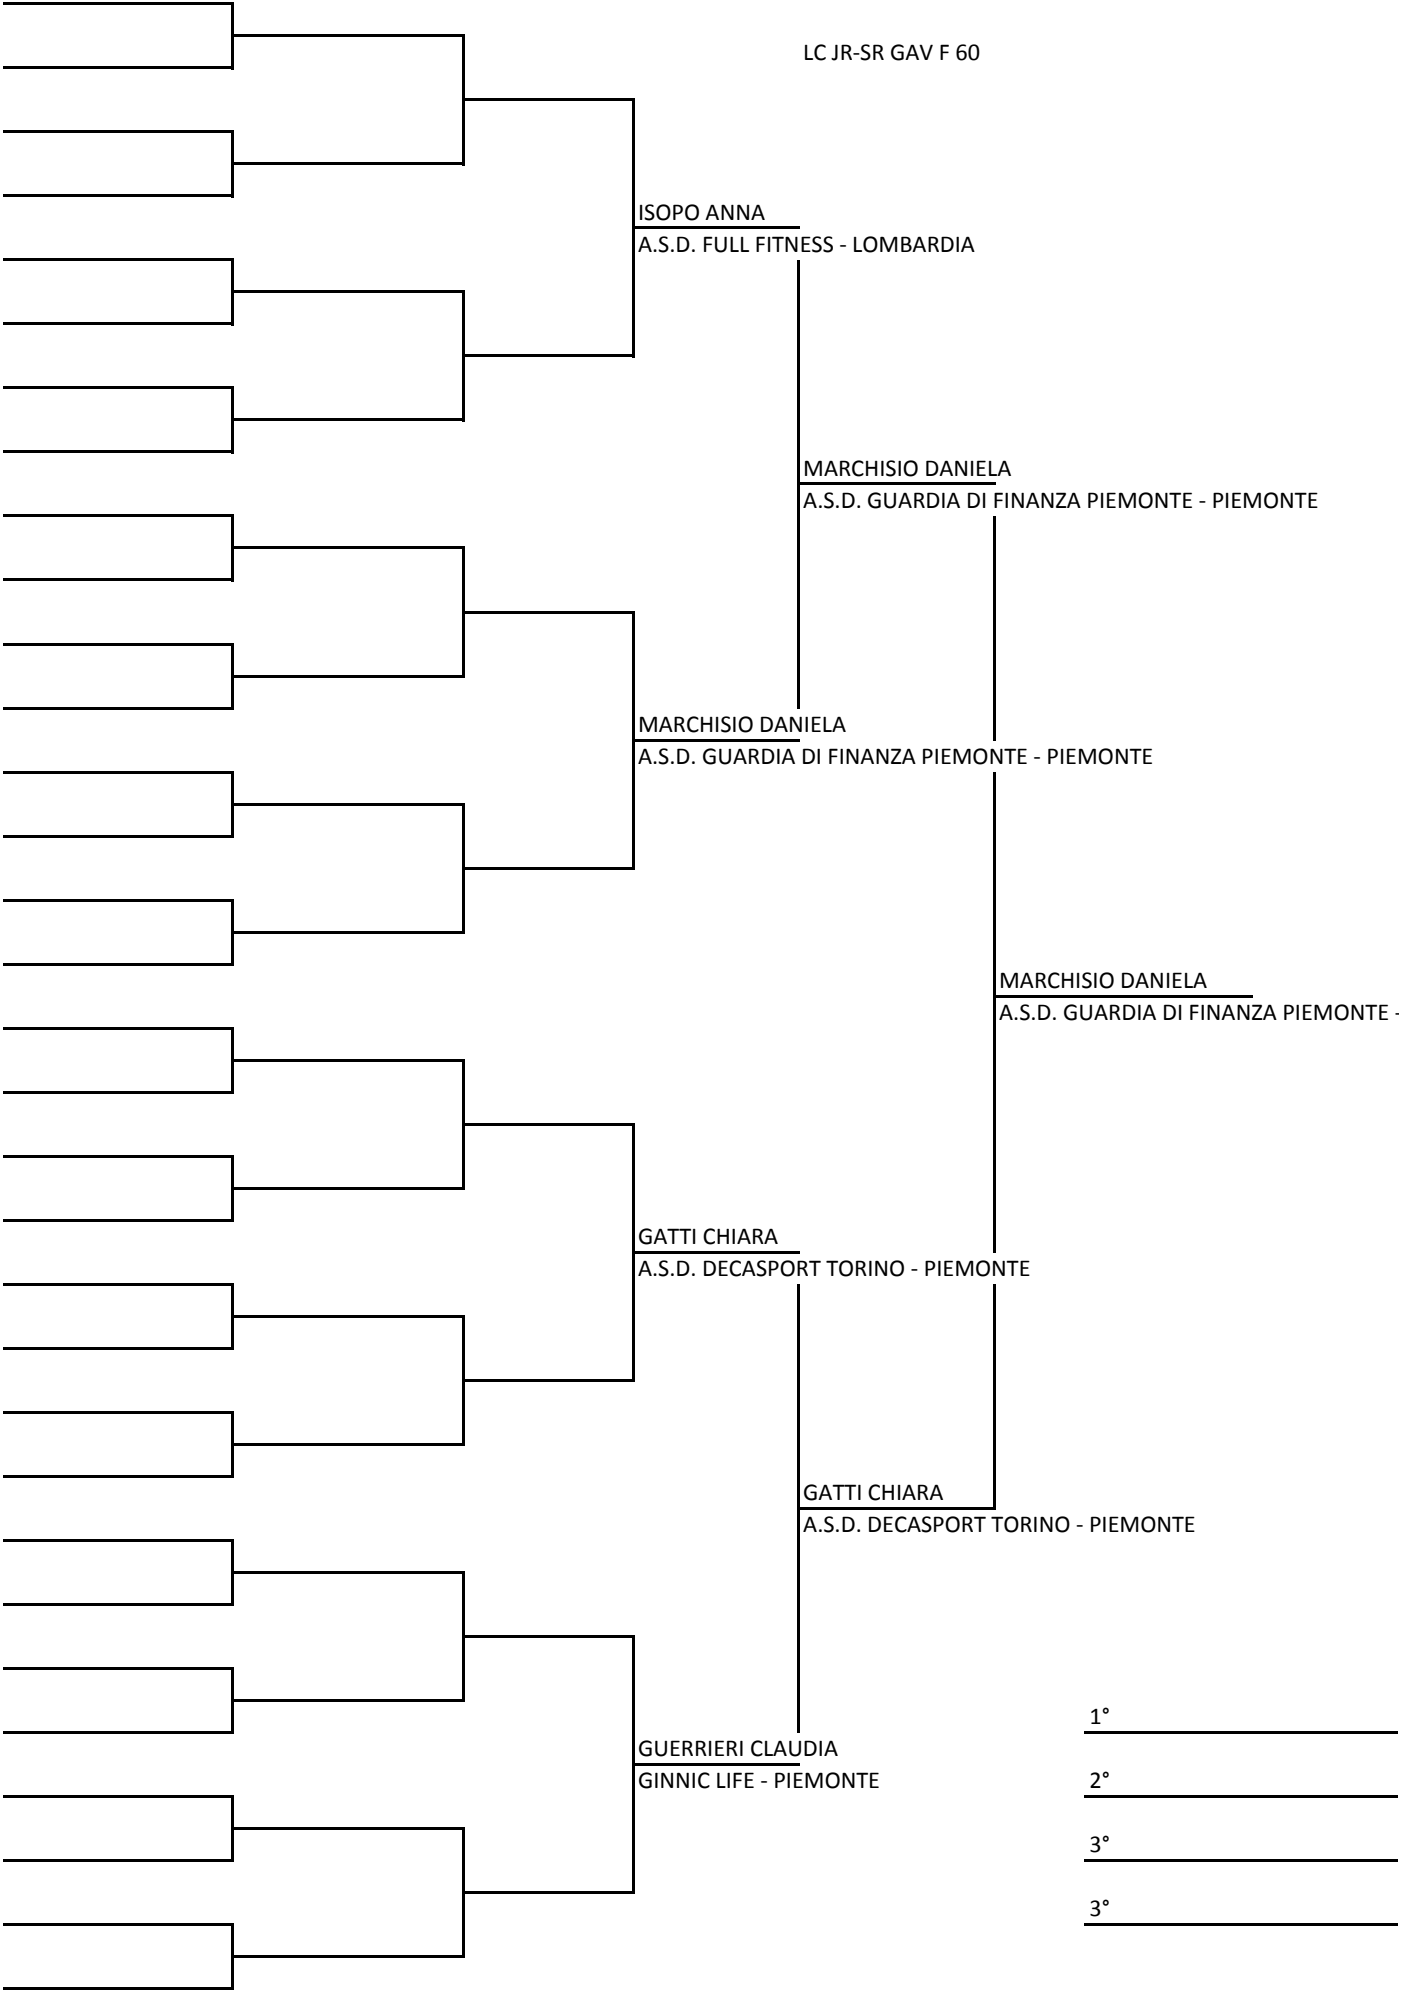 LC JR-SR GAV F 60
ISOPO ANNA
A.S.D. FULL FITNESS - LOMBARDIA
MARCHISIO DANIELA
A.S.D. GUARDIA DI FINANZA PIEMONTE - PIEMONTE
MARCHISIO DANIELA
A.S.D. GUARDIA DI FINANZA PIEMONTE - PIEMONTE
MARCHISIO DANIELA
A.S.D. GUARDIA DI FINANZA PIEMONTE -
GATTI CHIARA
A.S.D. DECASPORT TORINO - PIEMONTE
GATTI CHIARA
A.S.D. DECASPORT TORINO - PIEMONTE
GUERRIERI CLAUDIA
GINNIC LIFE - PIEMONTE
1°
2°
3°
3°